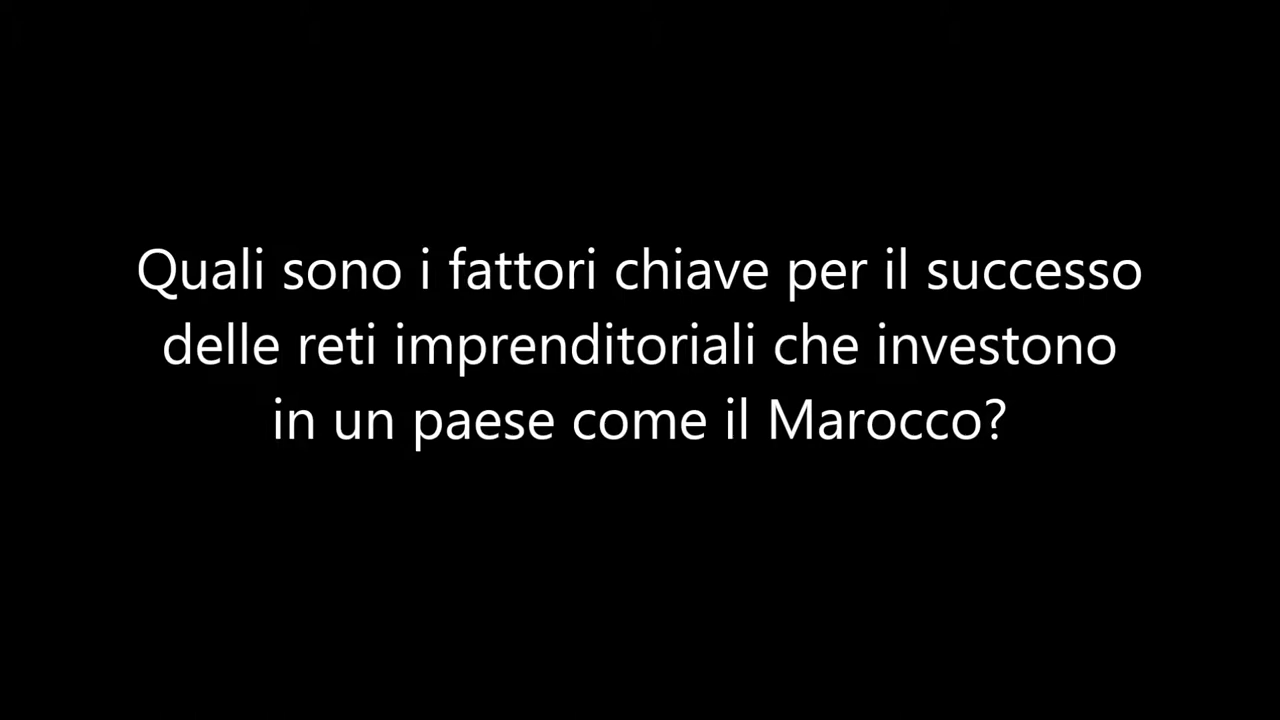 Quali sono i fattori chiave per il successo
delle reti imprenditoriali che investono
in un paese come il Marocco?